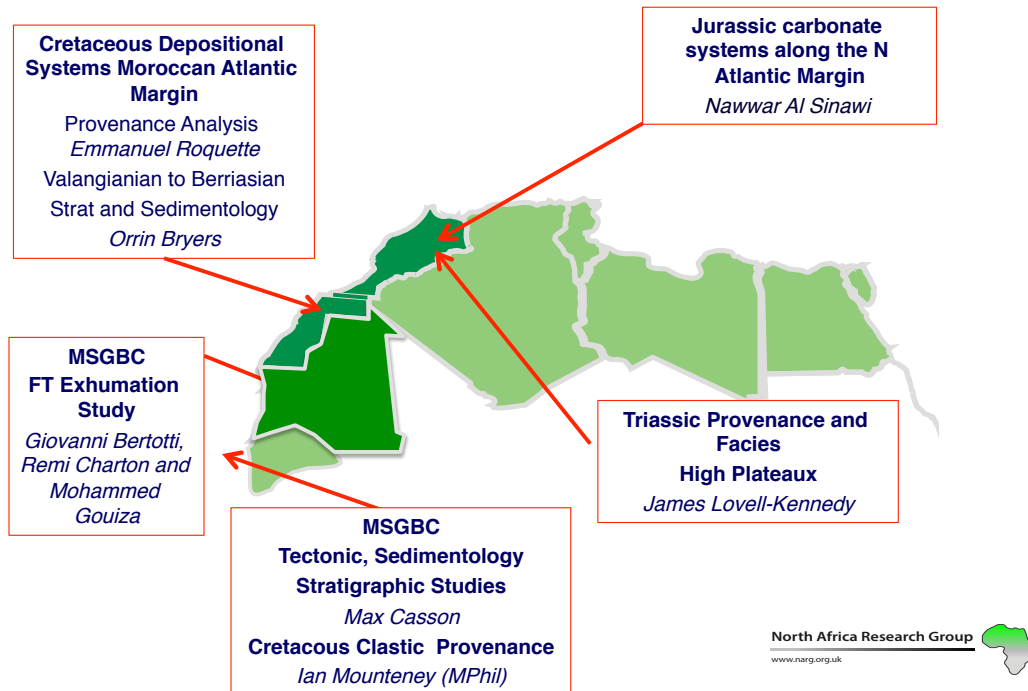 Cretaceous Depositional
Systems Moroccan Atlantic
Margin
Provenance Analysis
Emmanuel Roquette
Valangianian to Berriasian
Strat and Sedimentology
Orrin Bryers
Jurassic carbonate
systems along the N
Atlantic Margin
Nawwar Al Sinawi
MSGBC
FT Exhumation
Study
Giovanni Bertotti,
Remi Charton and
Mohammed
Gouiza
Triassic Provenance and
Facies
High Plateaux
James Lovell-Kennedy
MSGBC
Tectonic, Sedimentology
Stratigraphic Studies
Max Casson
Cretacous Clastic Provenance
Ian Mounteney (MPhil)
North Africa Research Group
www.narg.org.uk